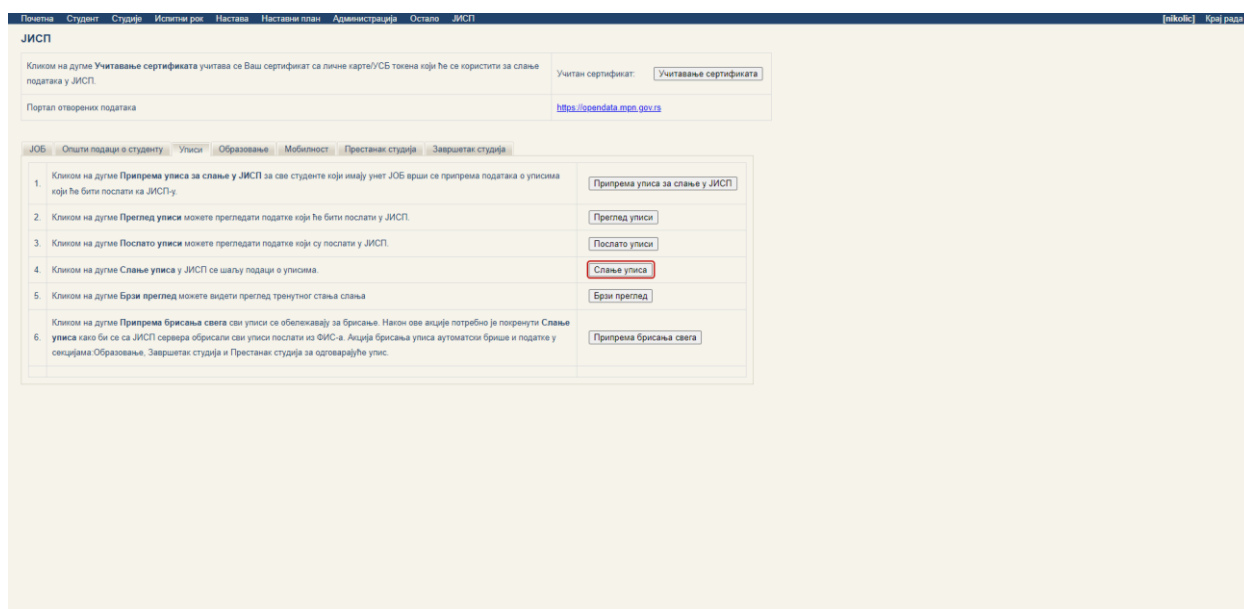 Почетна Студент Студије Испитни рок Настава Наставни план Администрација Остало ЈИСП [nikolic] Крај рада
ЈИСП
Кликом на дугме Учитавање сертификата учитава се Ваш сертификат са личне карте/УСБ токена који ће се користити за слање
података у ЈИСП.
Учитан сертификат: Учитавање сертификата
Портал отворених података https://opendata.mpn.gov.rs
ЈОБ Општи подаци о студенту Уписи Образовање Мобилност Престанак студија Завршетак студија
1. Кликом на дугме Припрема уписа за слање у ЈИСП за све студенте који имају унет ЈОБ врши се припрема података о уписима
који ће бити послати ка ЈИСП-у.
Припрема уписа за слање у ЈИСП
2. Кликом на дугме Преглед уписи можете прегледати податке који ће бити послати у ЈИСП. Преглед уписи
3. Кликом на дугме Послато уписи можете прегледати податке који су послати у ЈИСП. Послато уписи
4. Кликом на дугме Слање уписа у ЈИСП се шаљу подаци о уписима. Слање уписа
5. Кликом на дугме Брзи преглед можете видети преглед тренутног стања слања Брзи преглед
6. Кликом на дугме Припрема брисања свега сви уписи се обележавају за брисање. Након ове акције потребно је покренути Слање
уписа како би се са ЈИСП сервера обрисали сви уписи послати из ФИС-а. Акција брисања уписа аутоматски брише и податке у
секцијама:Образовање, Завршетак студија и Престанак студија за одговарајуће упис.
Припрема брисања свега